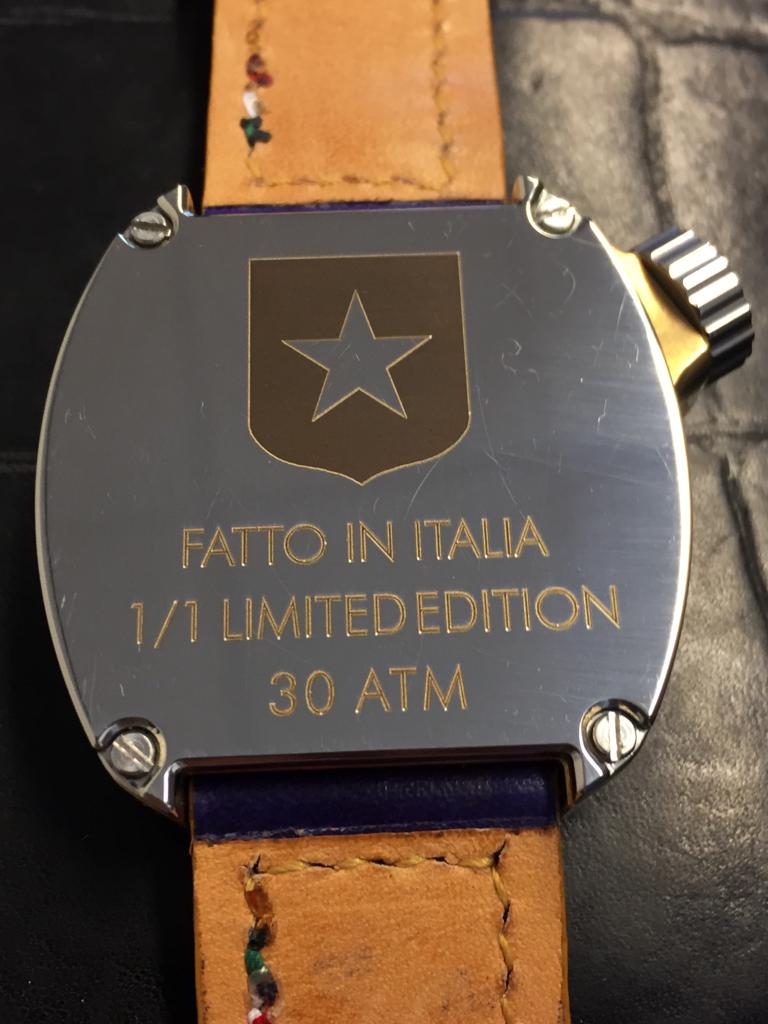 FATTO IN ITALIA
1/1 LIMITED EDITION
30 ATM